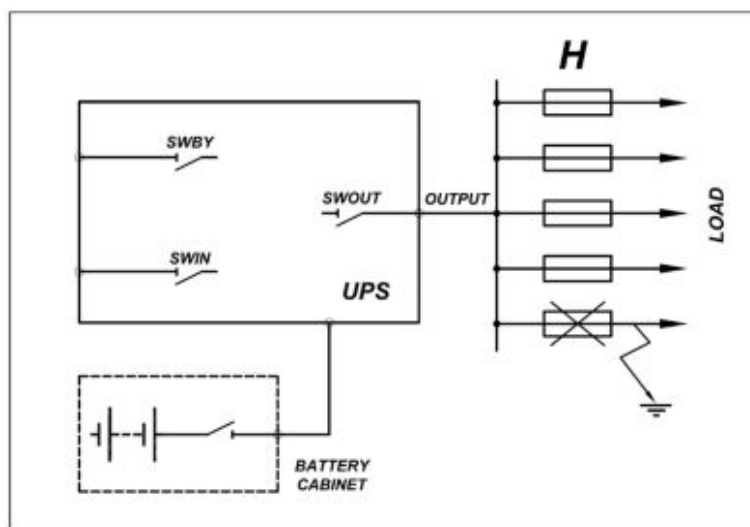 H
SWBY
SWOUT
OUTPUT
LOAD
SWIN
UPS
BATTERY
CABINET